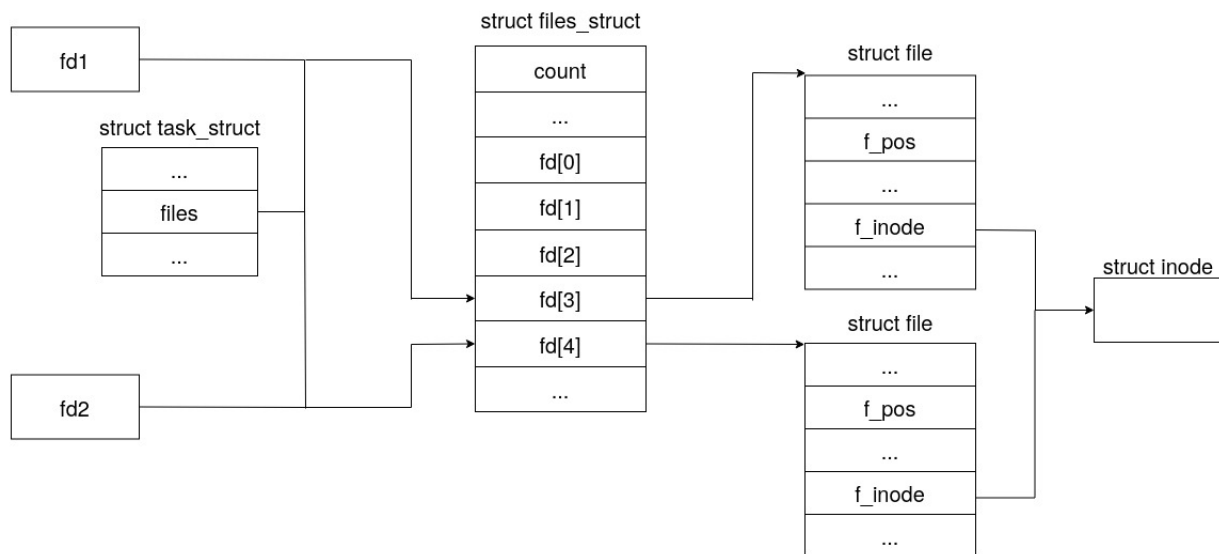 fd1
struct task_struct
...
files
...
fd2
struct files_struct
count
...
fd[0]
fd[1]
fd[2]
fd[3]
fd[4]
...
struct file
...
f_pos
...
f_inode
...
struct file
...
f_pos
...
f_inode
...
struct inode